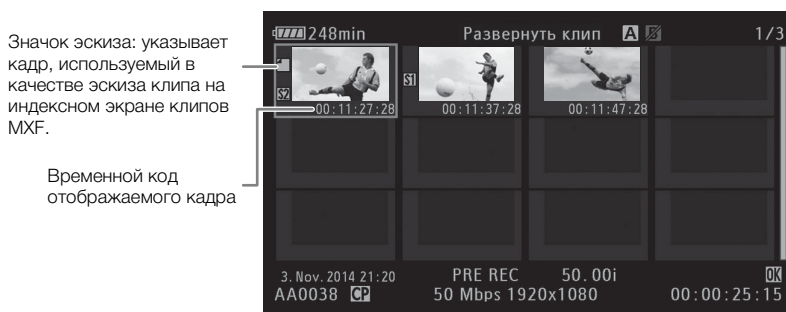 Значок эскиза: указывает
кадр, используемый в
качестве эскиза клипа на
индексном экране клипов
MXF.
Временной код
отображаемого кадра
248min Развернуть клип A 1/3
S2 S1
00:11:27:28 00:11:37:28 00:11:47:28
3. Nov. 2014 21:20 PRE REC 50.00i OK
AA0038 CP 50 Mbps 1920x1080 00:00:25:15